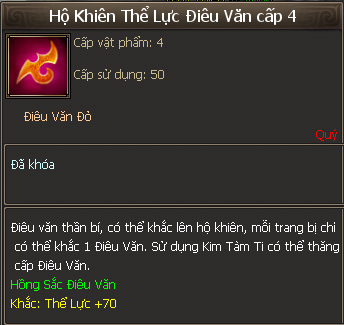 Hộ Khiên Thể Lực Điêu Văn cấp 4
Cấp vật phẩm: 4
Cấp sử dụng: 50
Điêu Văn Đỏ
Quý
Đã khóa
Điêu văn thần bí, có thể khắc lên hộ khiên, mỗi trang bị chỉ
có thể khắc 1 Điêu Văn. Sử dụng Kim Tàm Ti có thể thăng
cấp Điêu Văn.
Hồng Sắc Điêu Văn
Khắc: Thể Lực +70